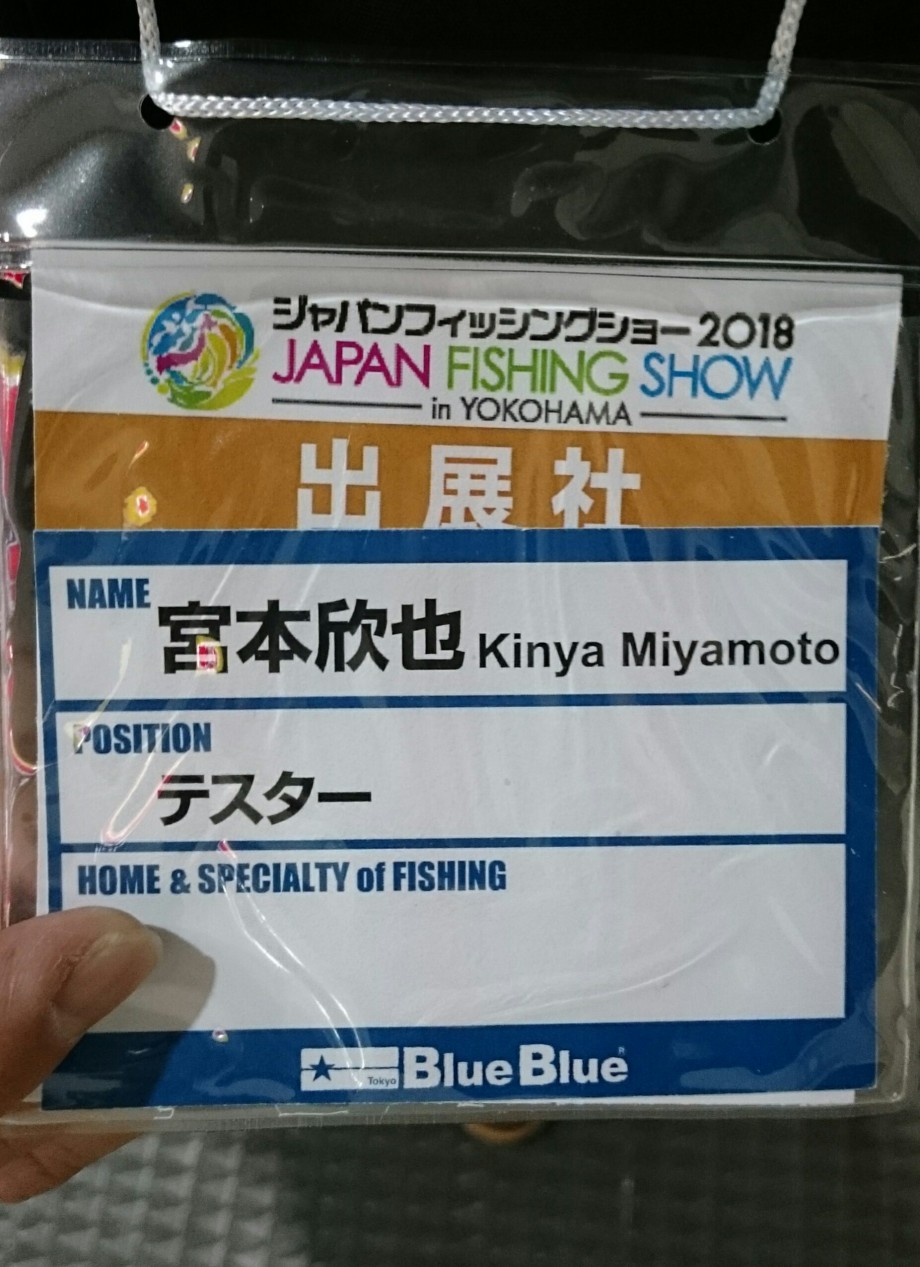 ジャパンフィッシングショー2018
JAPAN FISHING SHOW
in YOKOHAMA
出展社
NAME
宮本欣也 Kinya Miyamoto
POSITION
テスター
HOME & SPECIALTY of FISHING
Tokyo BlueBlue®